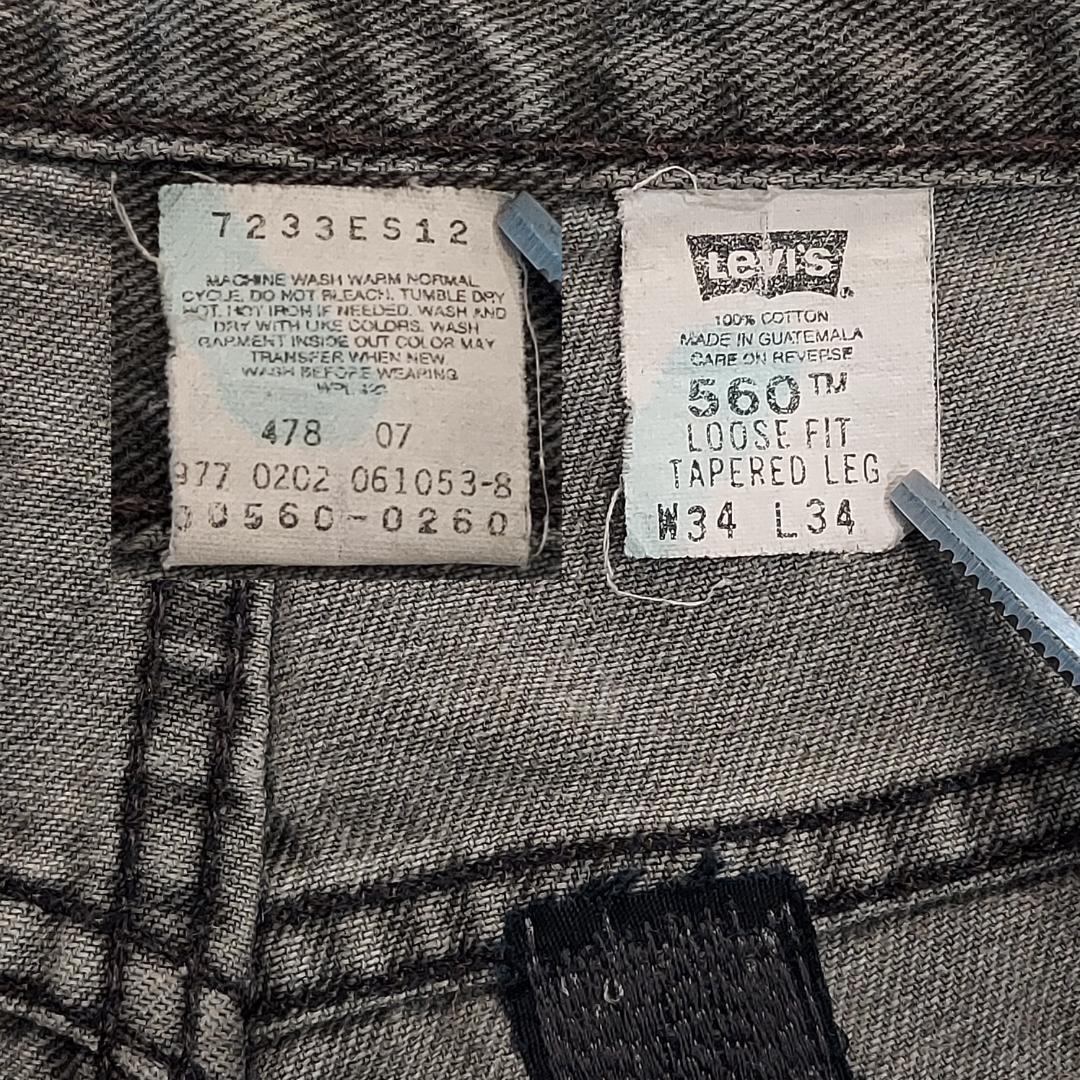 7233ES12
MACHINE WASH WARM NORMAL
CYCLE. DO NOT BLEACH. TUMBLE DRY
HOT. HOT IRON IF NEEDED. WASH AND
DRY WITH LIKE COLORS. WASH
GARMENT INSIDE OUT COLOR MAY
TRANSFER WHEN NEW
WASH BEFORE WEARING
478 07
977 0202 061053-8
00560-0260
LEVI'S
100% COTTON
MADE IN GUATEMALA
CARE ON REVERSE
560™
LOOSE FIT
TAPERED LEG
W34 L34